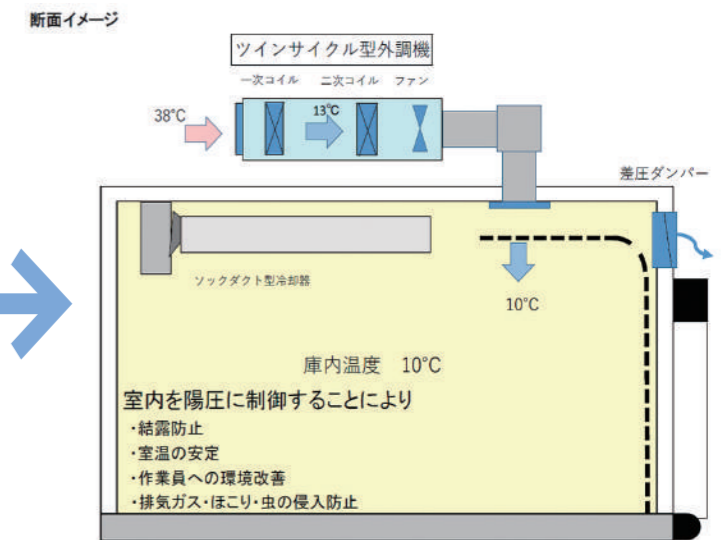 断面イメージ
ツインサイクル型外調機
一次コイル 二次コイル ファン
38℃
13℃
差圧ダンパー
ソックダクト型冷却器
10℃
庫内温度 10℃
室内を陽圧に制御することにより
・結露防止
・室温の安定
・作業員への環境改善
・排気ガス・ほこり・虫の侵入防止